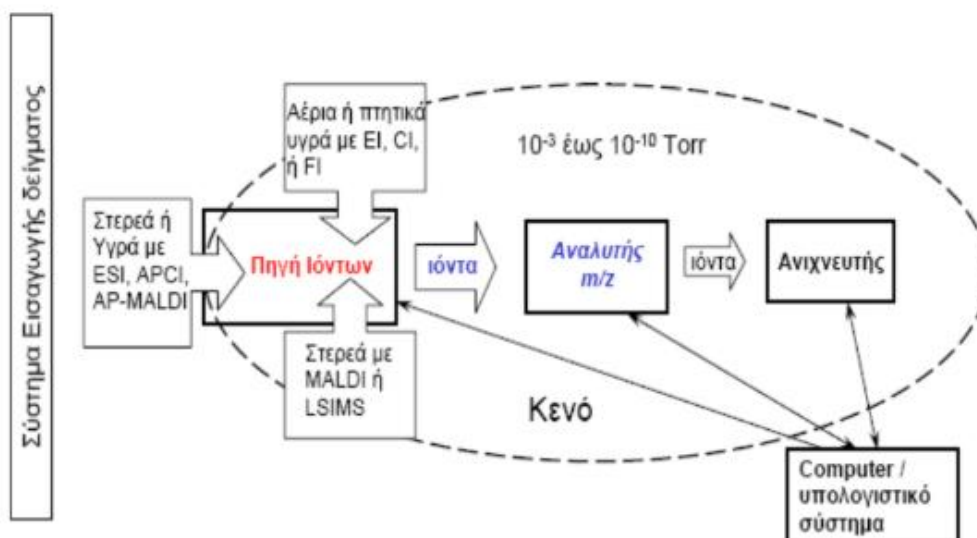 Σύστημα Εισαγωγής δείγματος
Αέρια ή πτητικά
υγρά με EI, CI,
ή FI
10⁻³ έως 10⁻¹⁰ Torr
Στερεά ή
Υγρά με
ESI, APCI,
AP-MALDI
Πηγή Ιόντων
ιόντα
Αναλυτής
m/z
ιόντα
Ανιχνευτής
Στερεά με
MALDI ή
LSIMS
Κενό
Computer /
υπολογιστικό
σύστημα